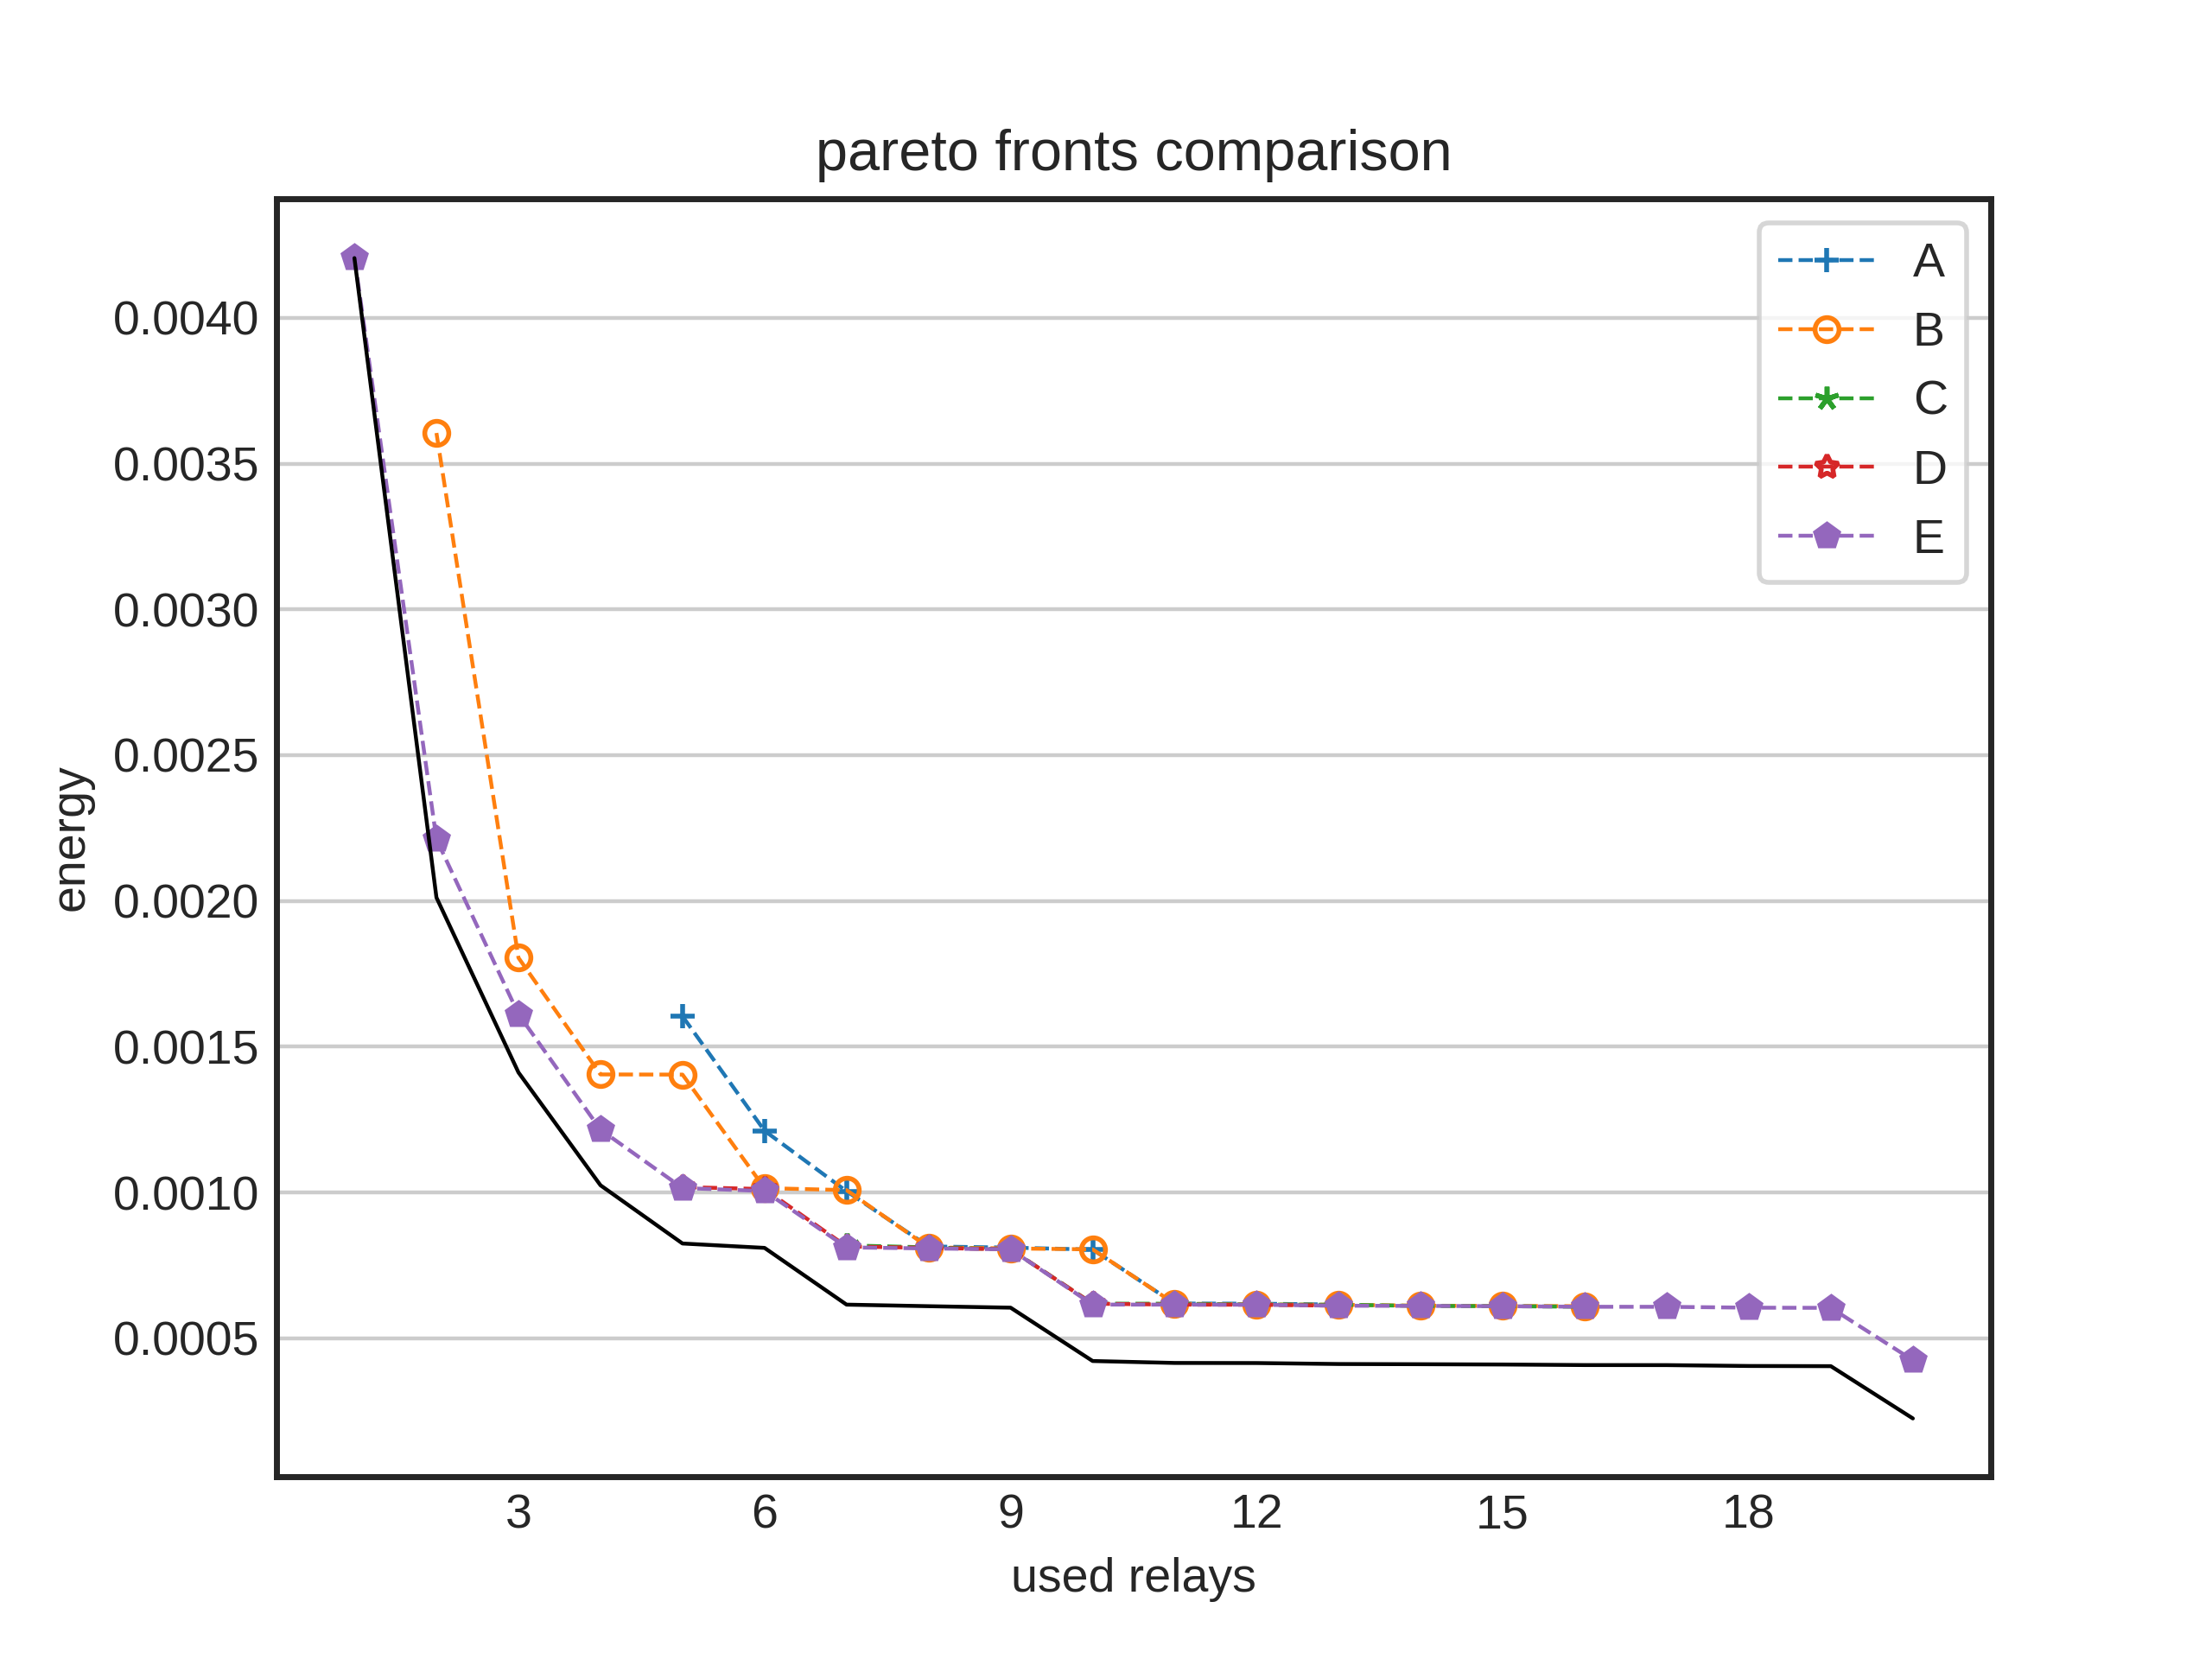 pareto fronts comparison
A
B
C
D
E
0.0040
0.0035
0.0030
0.0025
0.0020
0.0015
0.0010
0.0005
energy
3 6 9 12 15 18
used relays